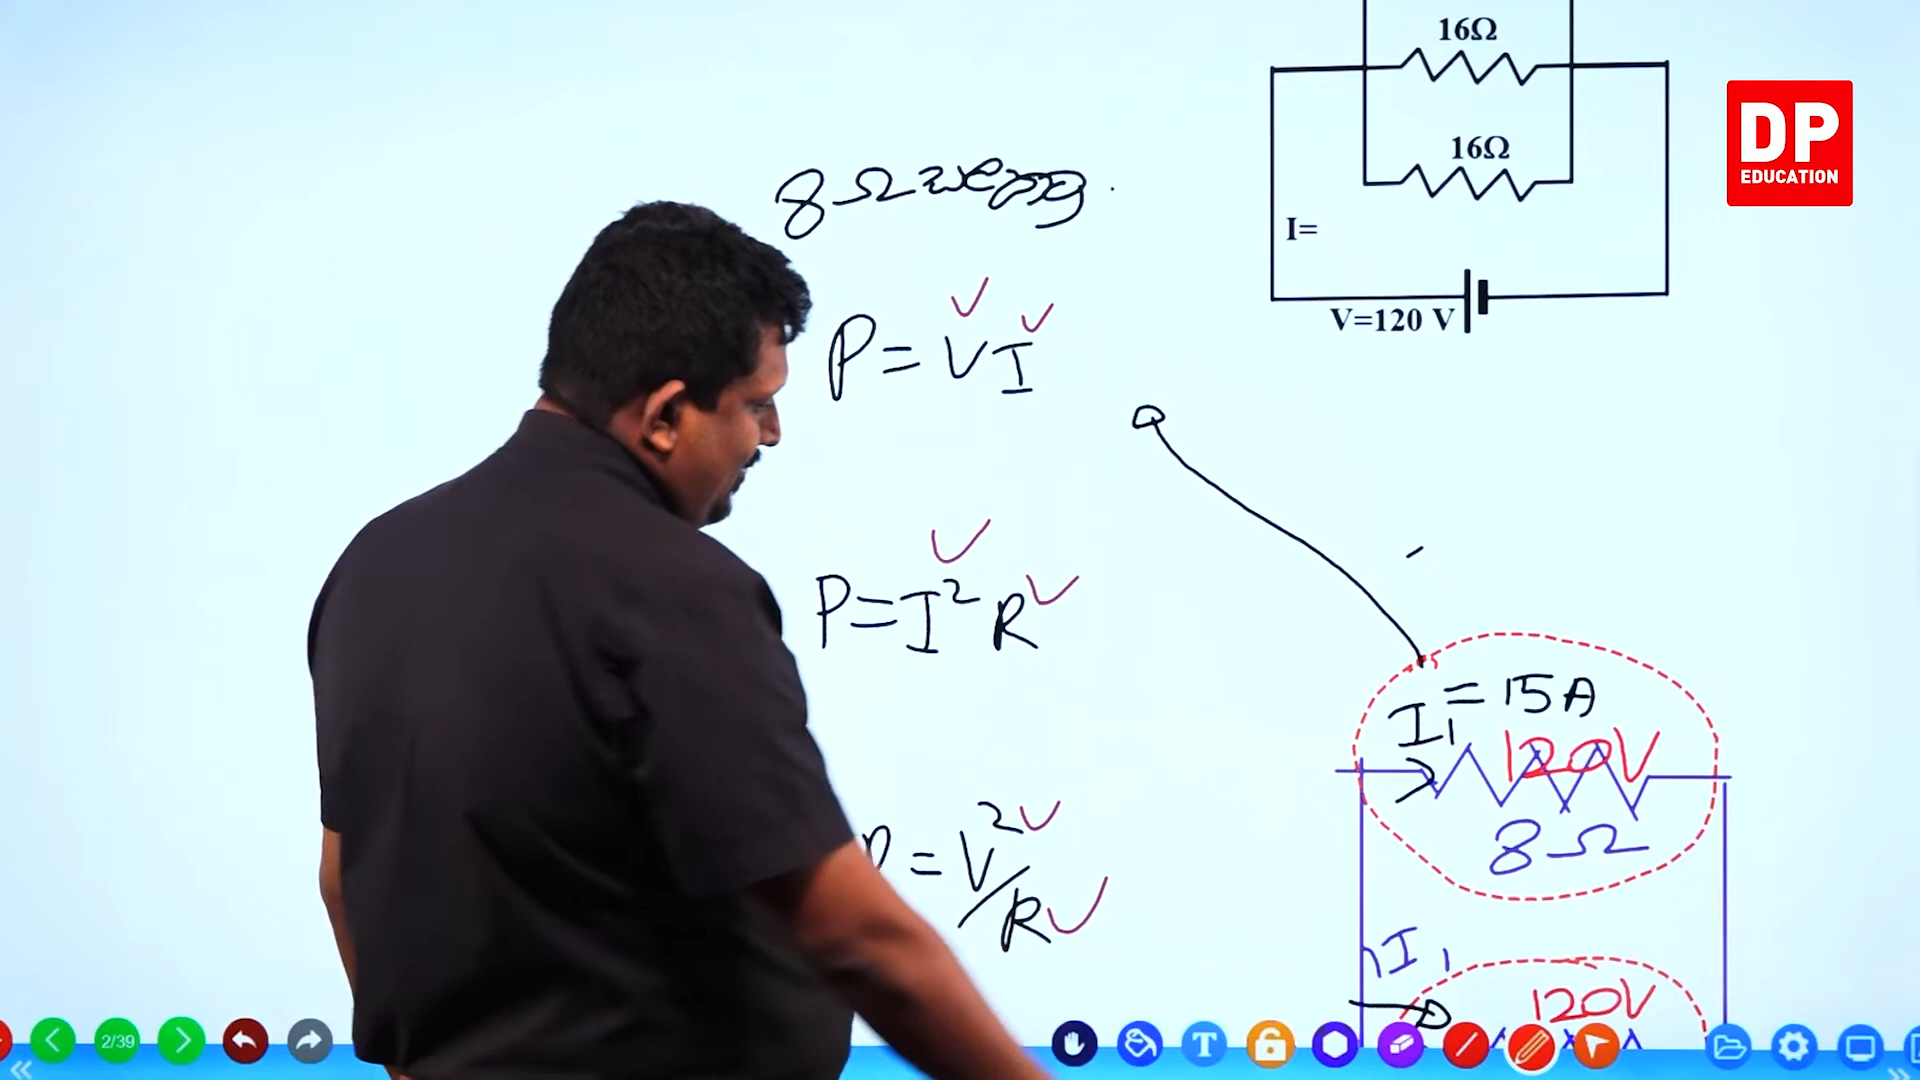 16Ω
16Ω
I=
V=120 V
DP
EDUCATION
8Ω
P = VI
P = I²R
= V²/R
I₁ = 15A
120V
8Ω
I₁
120V
2/39
T